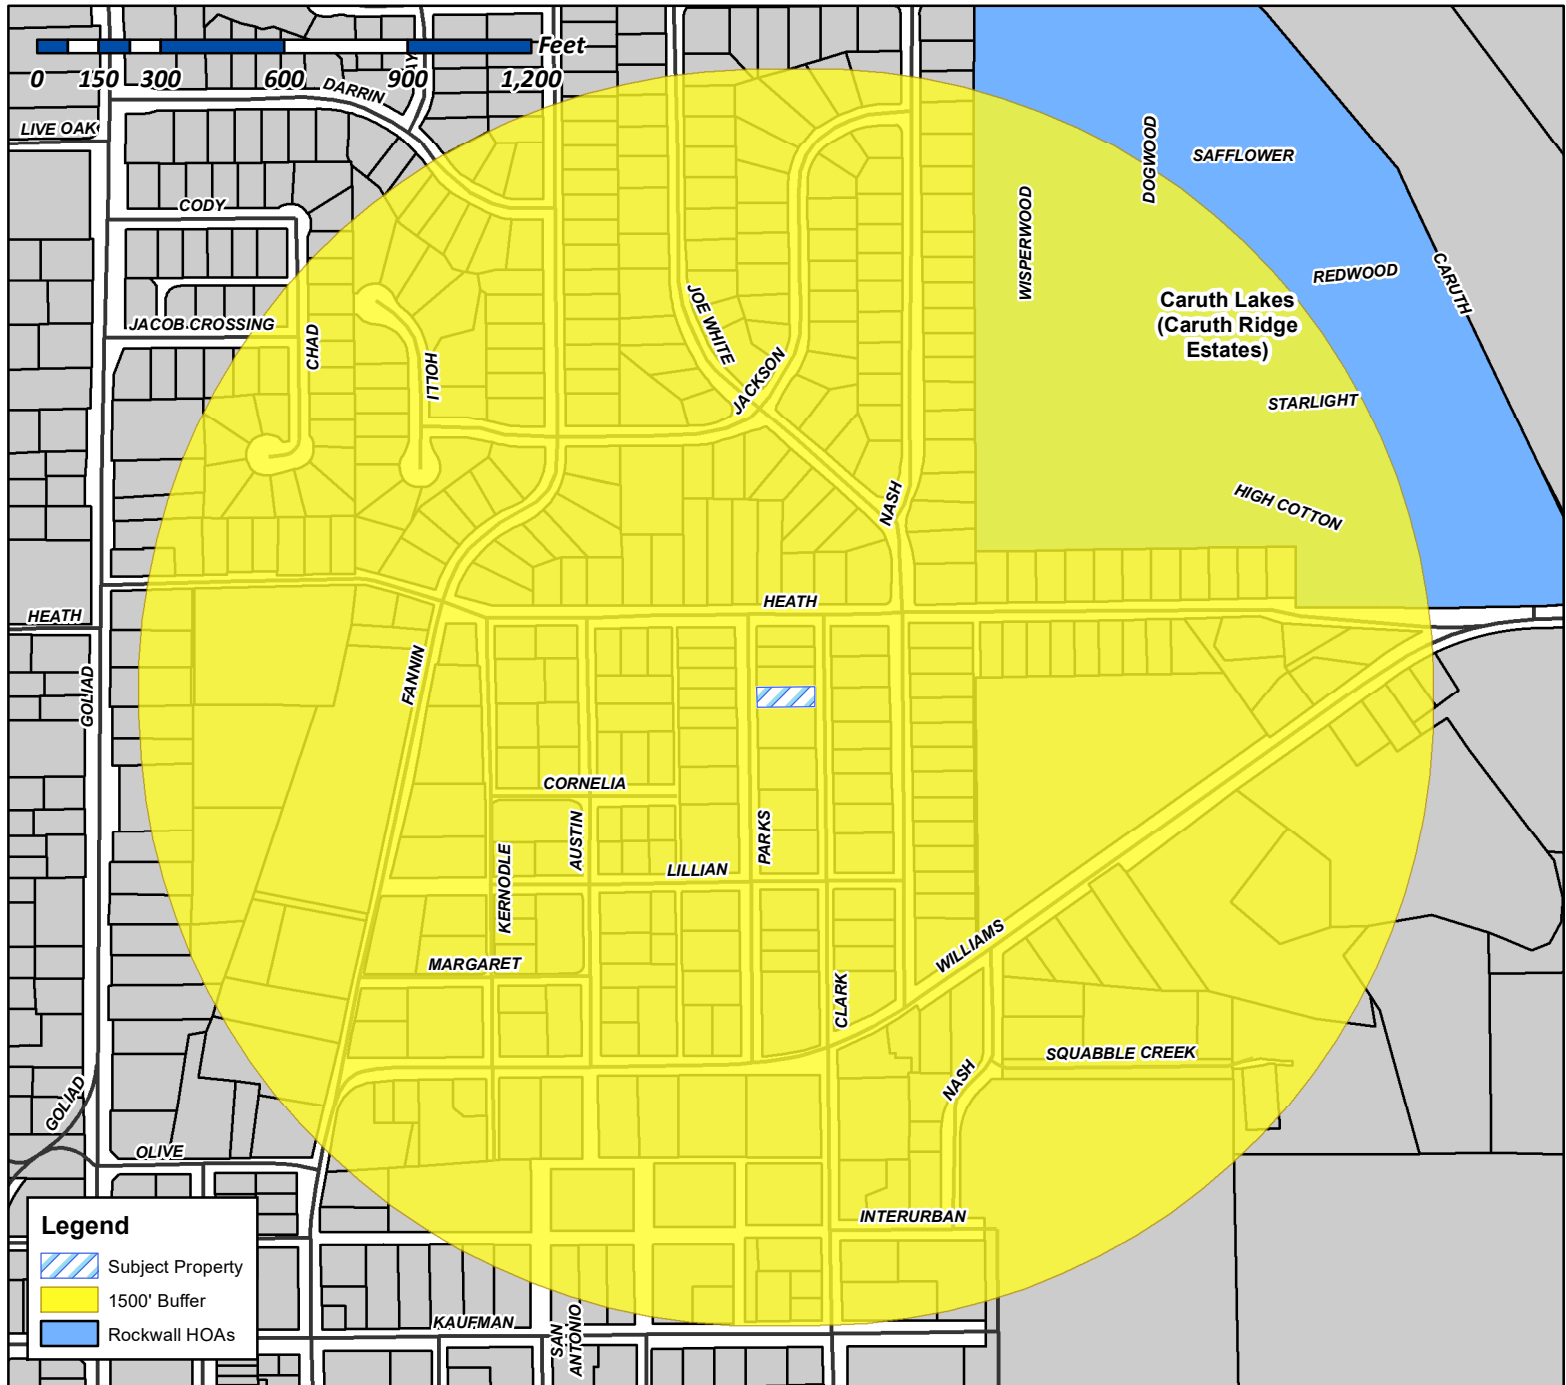 Feet
0 150 300 600 900 1,200
DARRIN
AY
LIVE OAK
CODY
JACOB CROSSING
CHAD
HOLLI
JOE WHITE
JACKSON
NASH
WISPERWOOD
DOGWOOD
SAFFLOWER
REDWOOD
CARUTH
Caruth Lakes
(Caruth Ridge
Estates)
STARLIGHT
HIGH COTTON
HEATH
HEATH
GOLIAD
FANNIN
CORNELIA
AUSTIN
PARKS
KERNODLE
LILLIAN
MARGARET
WILLIAMS
CLARK
SQUABBLE CREEK
NASH
GOLIAD
OLIVE
INTERURBAN
KAUFMAN
SAN
ANTONIO
Legend
Subject Property
1500' Buffer
Rockwall HOAs